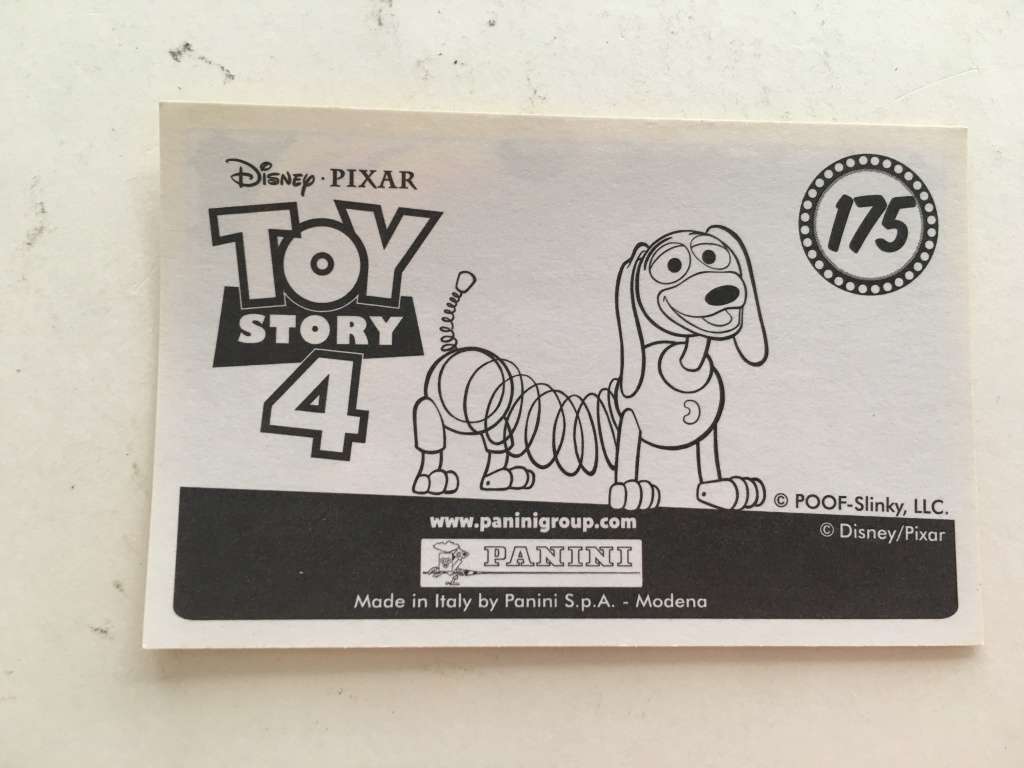 Disney · PIXAR
TOY
STORY
4
175
© POOF-Slinky, LLC.
© Disney/Pixar
www.paninigroup.com
PANINI
Made in Italy by Panini S.p.A. - Modena